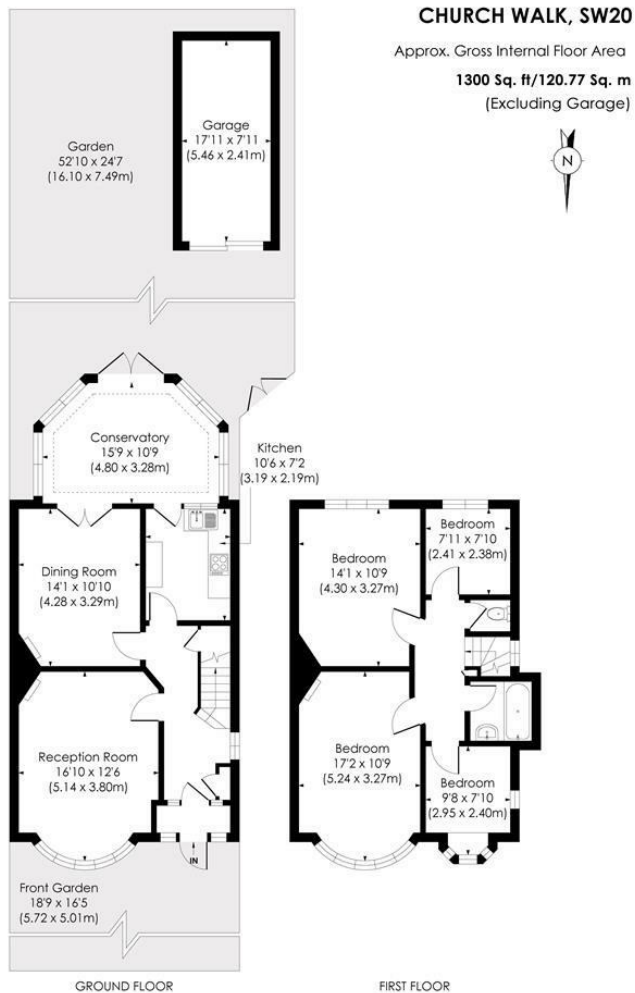 CHURCH WALK, SW20
Approx. Gross Internal Floor Area
1300 Sq. ft/120.77 Sq. m
(Excluding Garage)
N
Garage
17'11 x 7'11
(5.46 x 2.41m)
Garden
52'10 x 24'7
(16.10 x 7.49m)
Conservatory
15'9 x 10'9
(4.80 x 3.28m)
Kitchen
10'6 x 7'2
(3.19 x 2.19m)
Dining Room
14'1 x 10'10
(4.28 x 3.29m)
Reception Room
16'10 x 12'6
(5.14 x 3.80m)
IN
Front Garden
18'9 x 16'5
(5.72 x 5.01m)
GROUND FLOOR
Bedroom
7'11 x 7'10
(2.41 x 2.38m)
Bedroom
14'1 x 10'9
(4.30 x 3.27m)
Bedroom
17'2 x 10'9
(5.24 x 3.27m)
Bedroom
9'8 x 7'10
(2.95 x 2.40m)
FIRST FLOOR